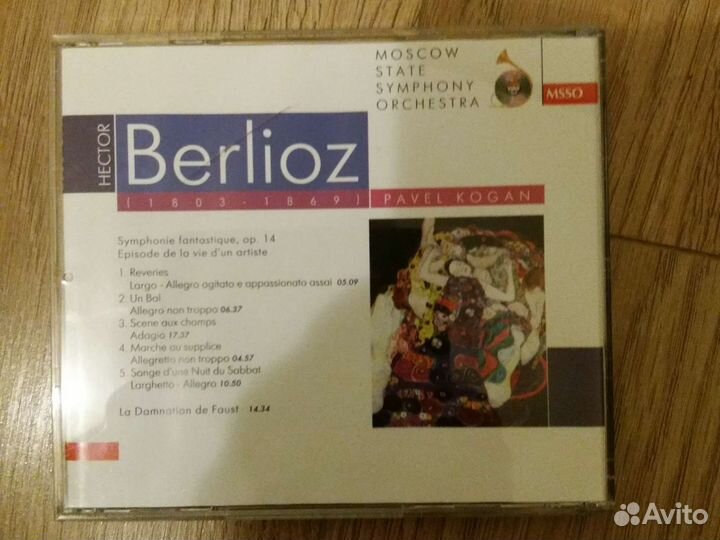 MOSCOW
STATE
SYMPHONY
ORCHESTRA
MSSO
HECTOR
Berlioz
(1803-1869)
PAVEL KOGAN
Symphonie fantastique, op. 14
Episode de la vie d'un artiste
1. Reveries
Largo - Allegro agitato e appassionato assai 05.09
2. Un Bal
Allegro non troppo 06.37
3. Scene aux champs
Adagio 17.37
4. Marche au supplice
Allegretto non troppo 04.57
5. Songe d'une Nuit du Sabbat
Larghetto - Allegro 10.50
La Damnation de Faust 14.34
Avito